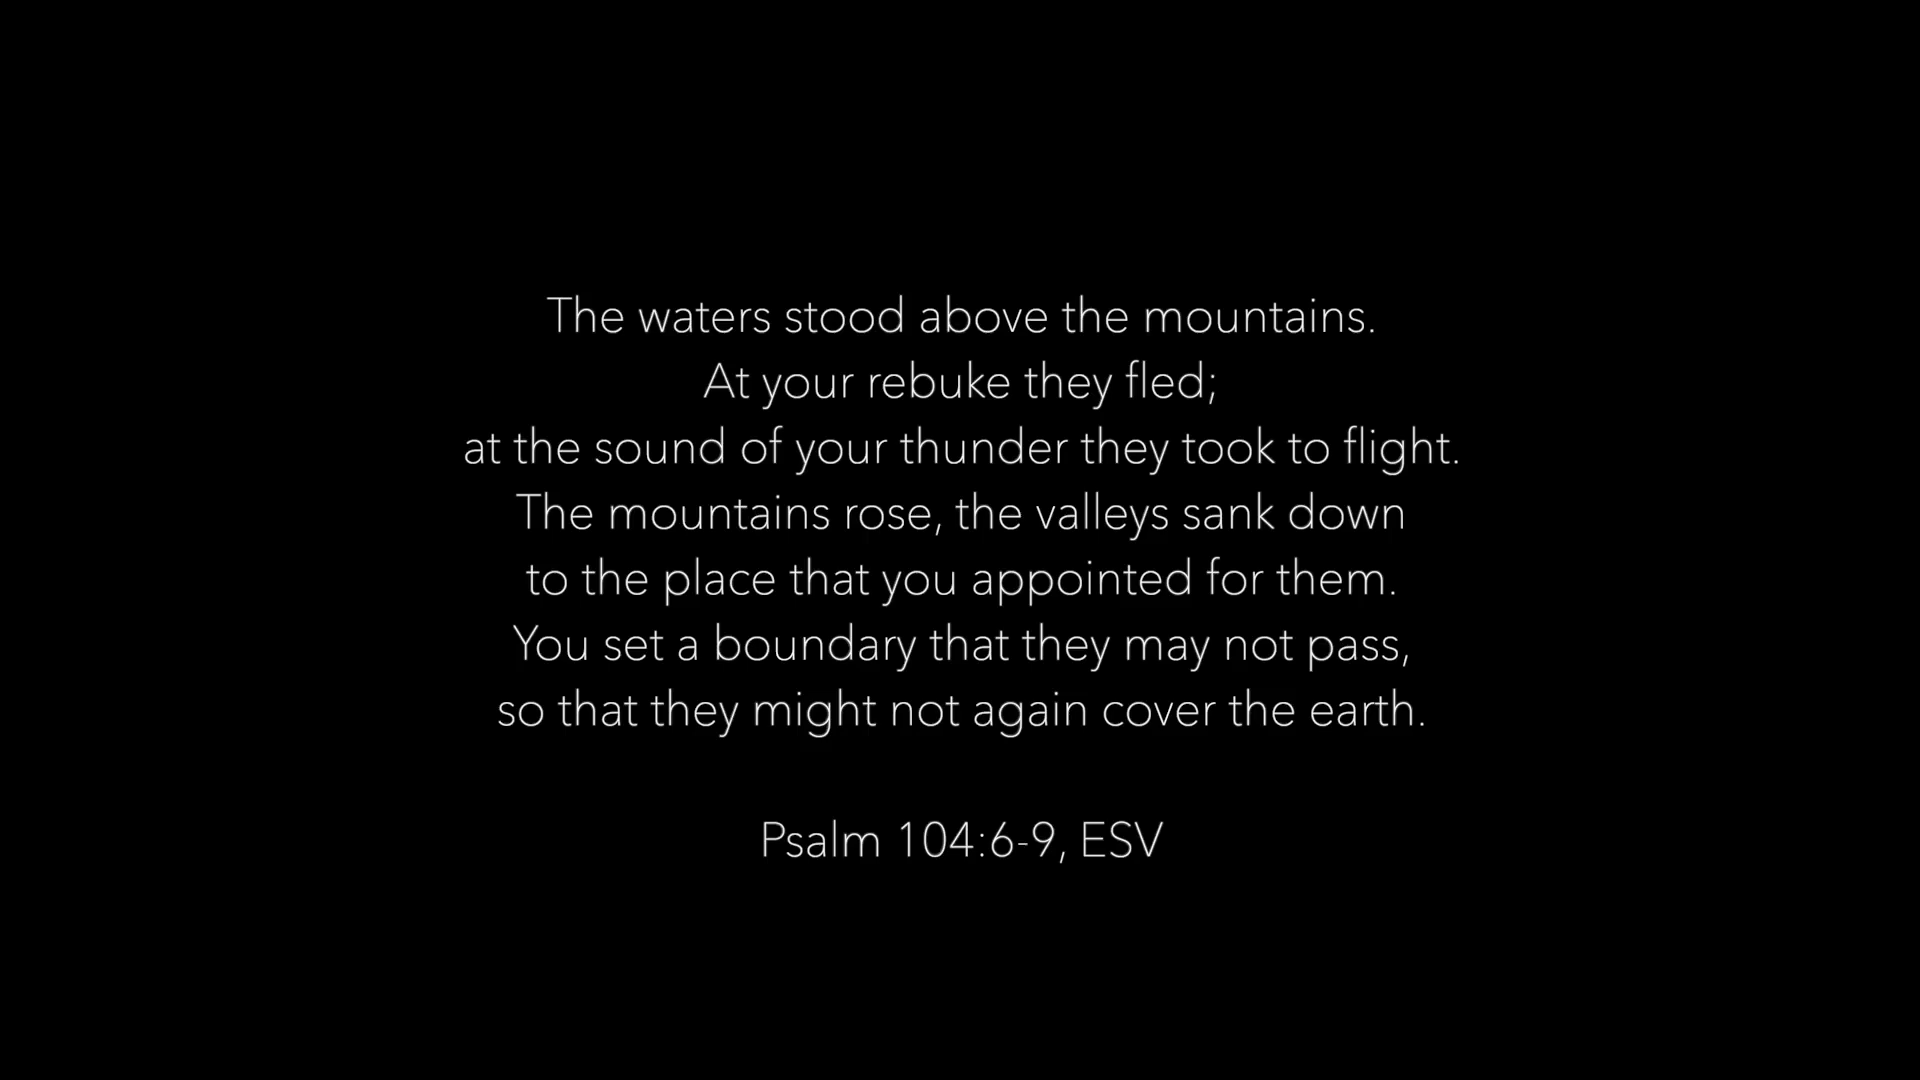 The waters stood above the mountains.
At your rebuke they fled;
at the sound of your thunder they took to flight.
The mountains rose, the valleys sank down
to the place that you appointed for them.
You set a boundary that they may not pass,
so that they might not again cover the earth.
Psalm 104:6-9, ESV